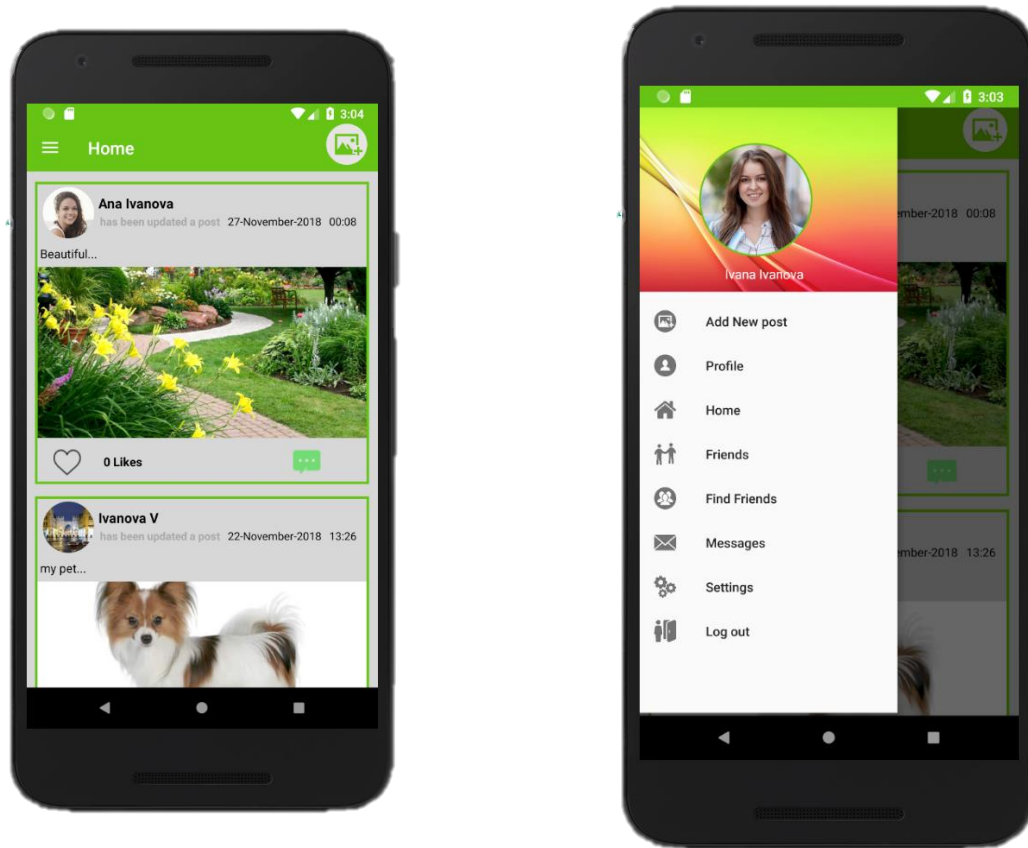 3:04
Home
Ana Ivanova
has been updated a post 27-November-2018 00:08
Beautiful...
0 Likes
Ivanova V
has been updated a post 22-November-2018 13:26
my pet...
3:03
Ivana Ivanova
mber-2018 00:08
Add New post
Profile
Home
Friends
Find Friends
Messages
mber-2018 13:26
Settings
Log out